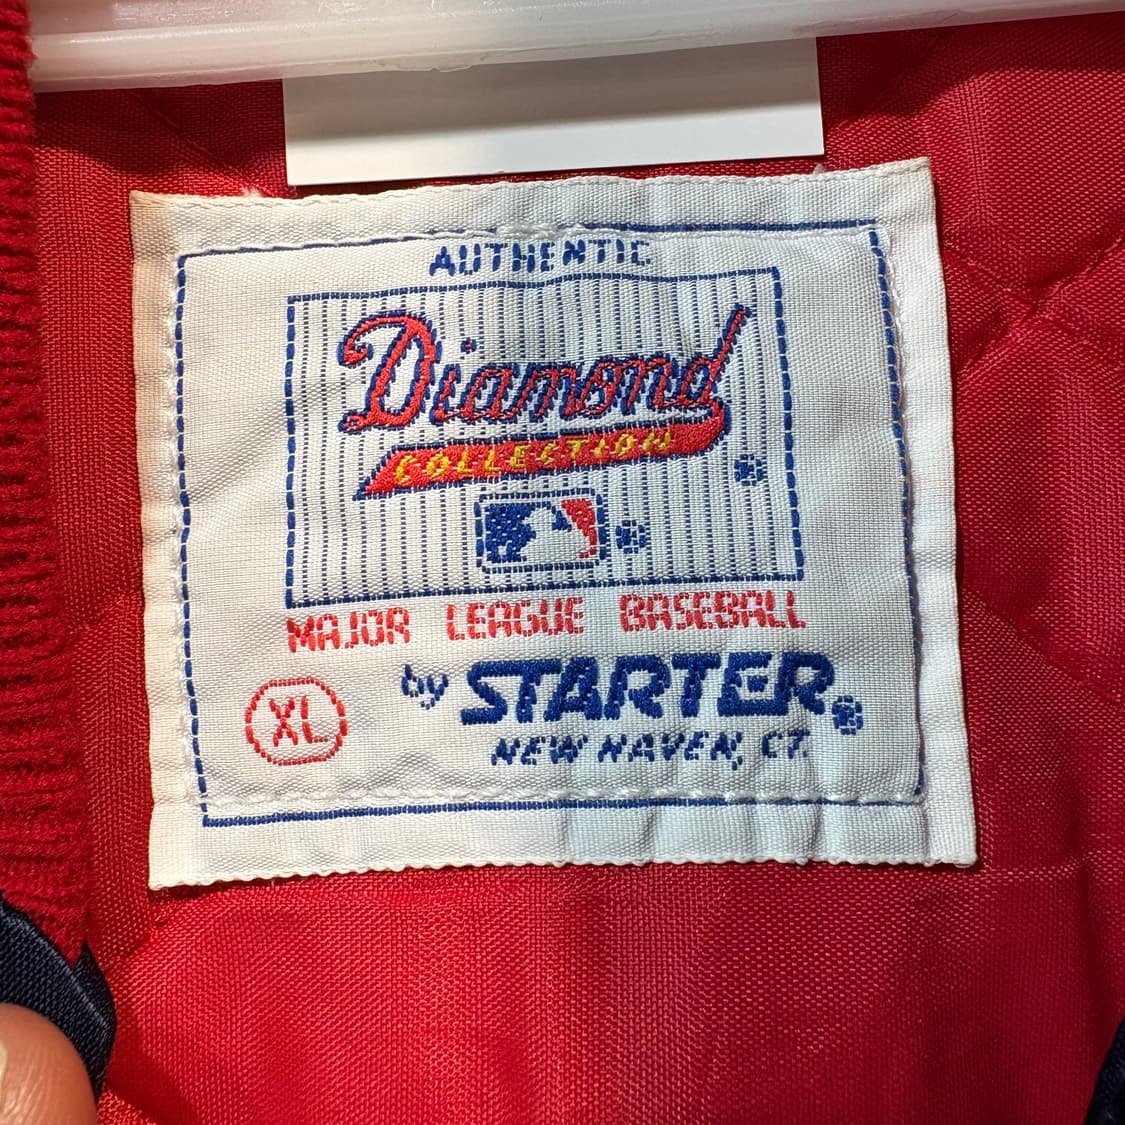 AUTHENTIC
Diamond
COLLECTION ®
®
MAJOR LEAGUE BASEBALL
by STARTER®
XL
NEW HAVEN, CT.